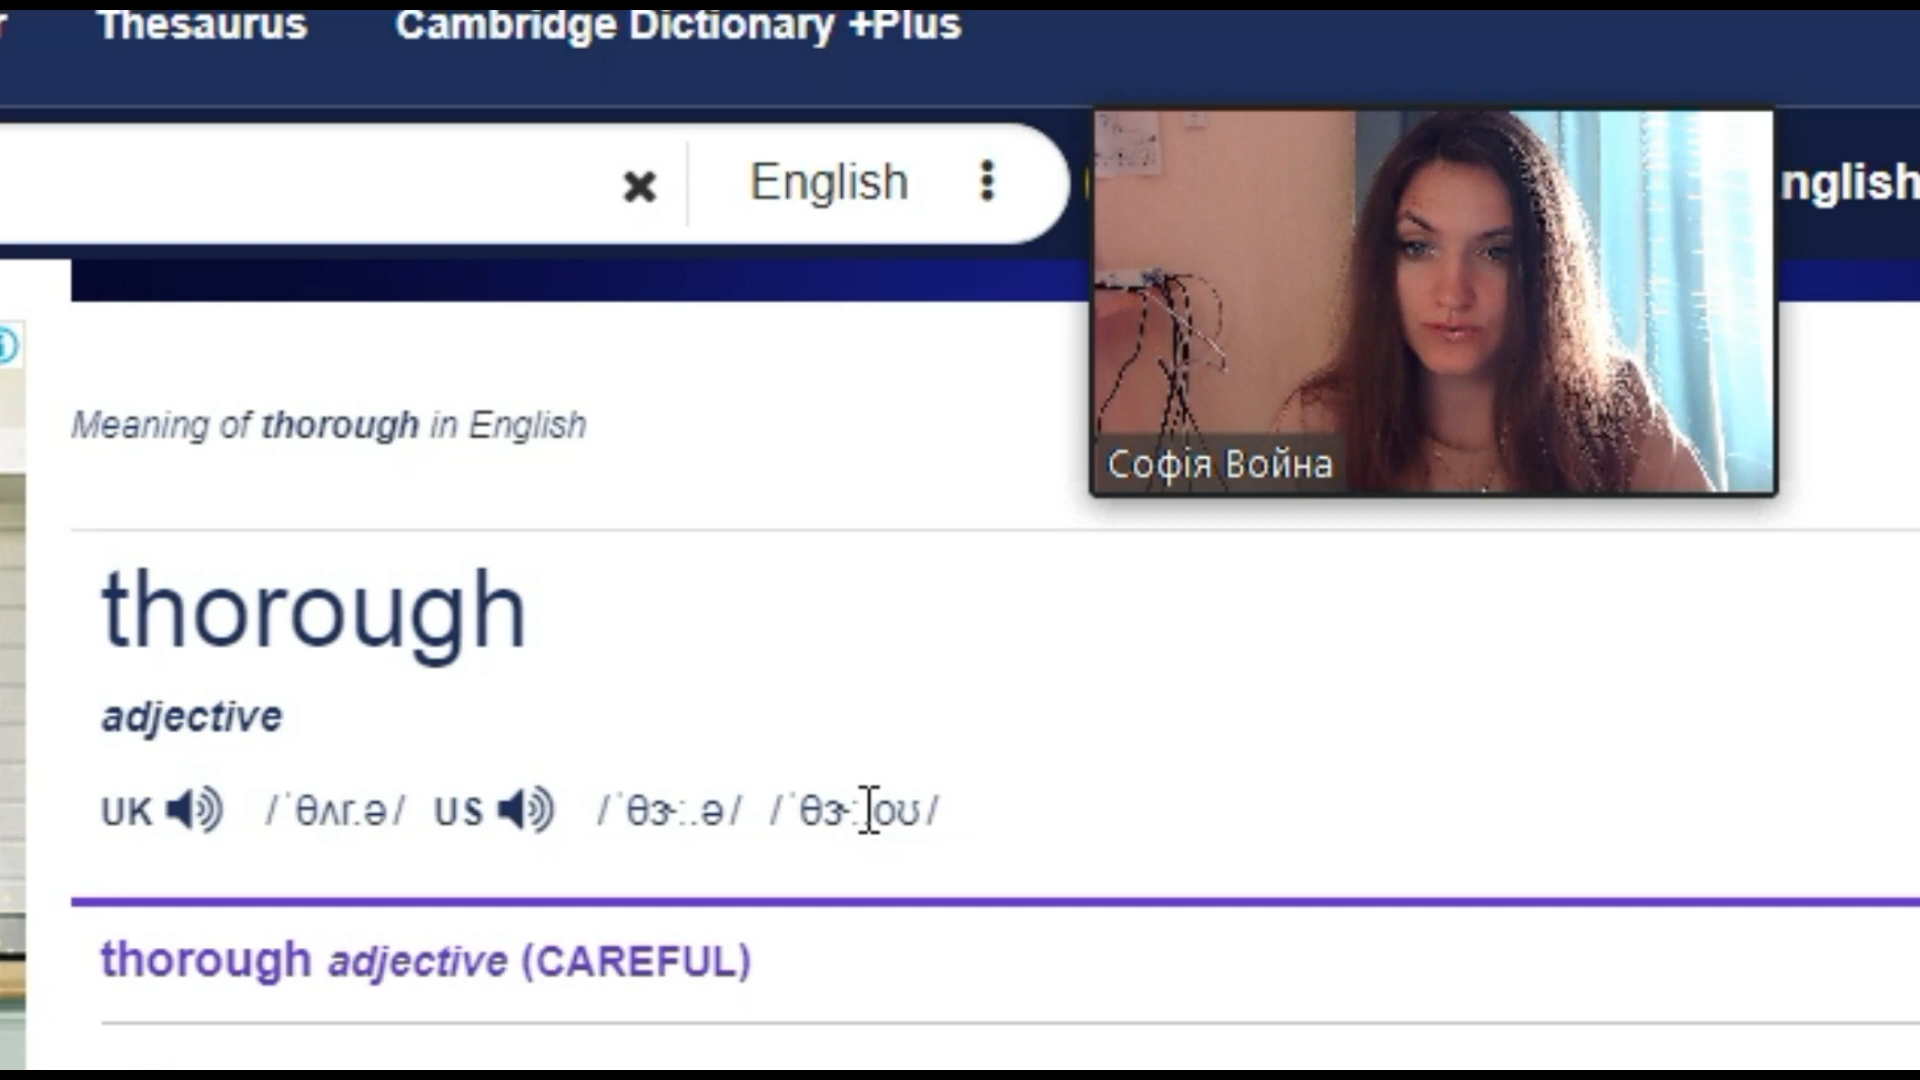 Thesaurus Cambridge Dictionary +Plus
English
nglish
Meaning of thorough in English
Софія Война
thorough
adjective
UK /ˈθʌr.ə/ US /ˈθɝː.ə/ /ˈθɝː.oʊ/
thorough adjective (CAREFUL)